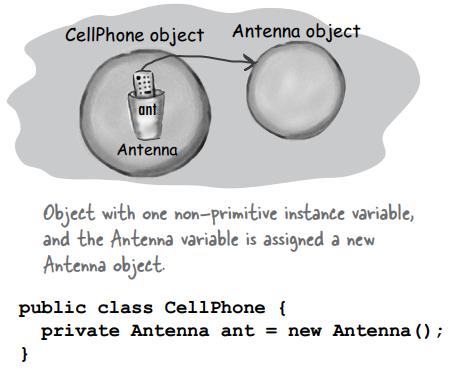 CellPhone object
Antenna object
ant
Antenna
Object with one non-primitive instance variable,
and the Antenna variable is assigned a new
Antenna object.
public class CellPhone {
  private Antenna ant = new Antenna();
}